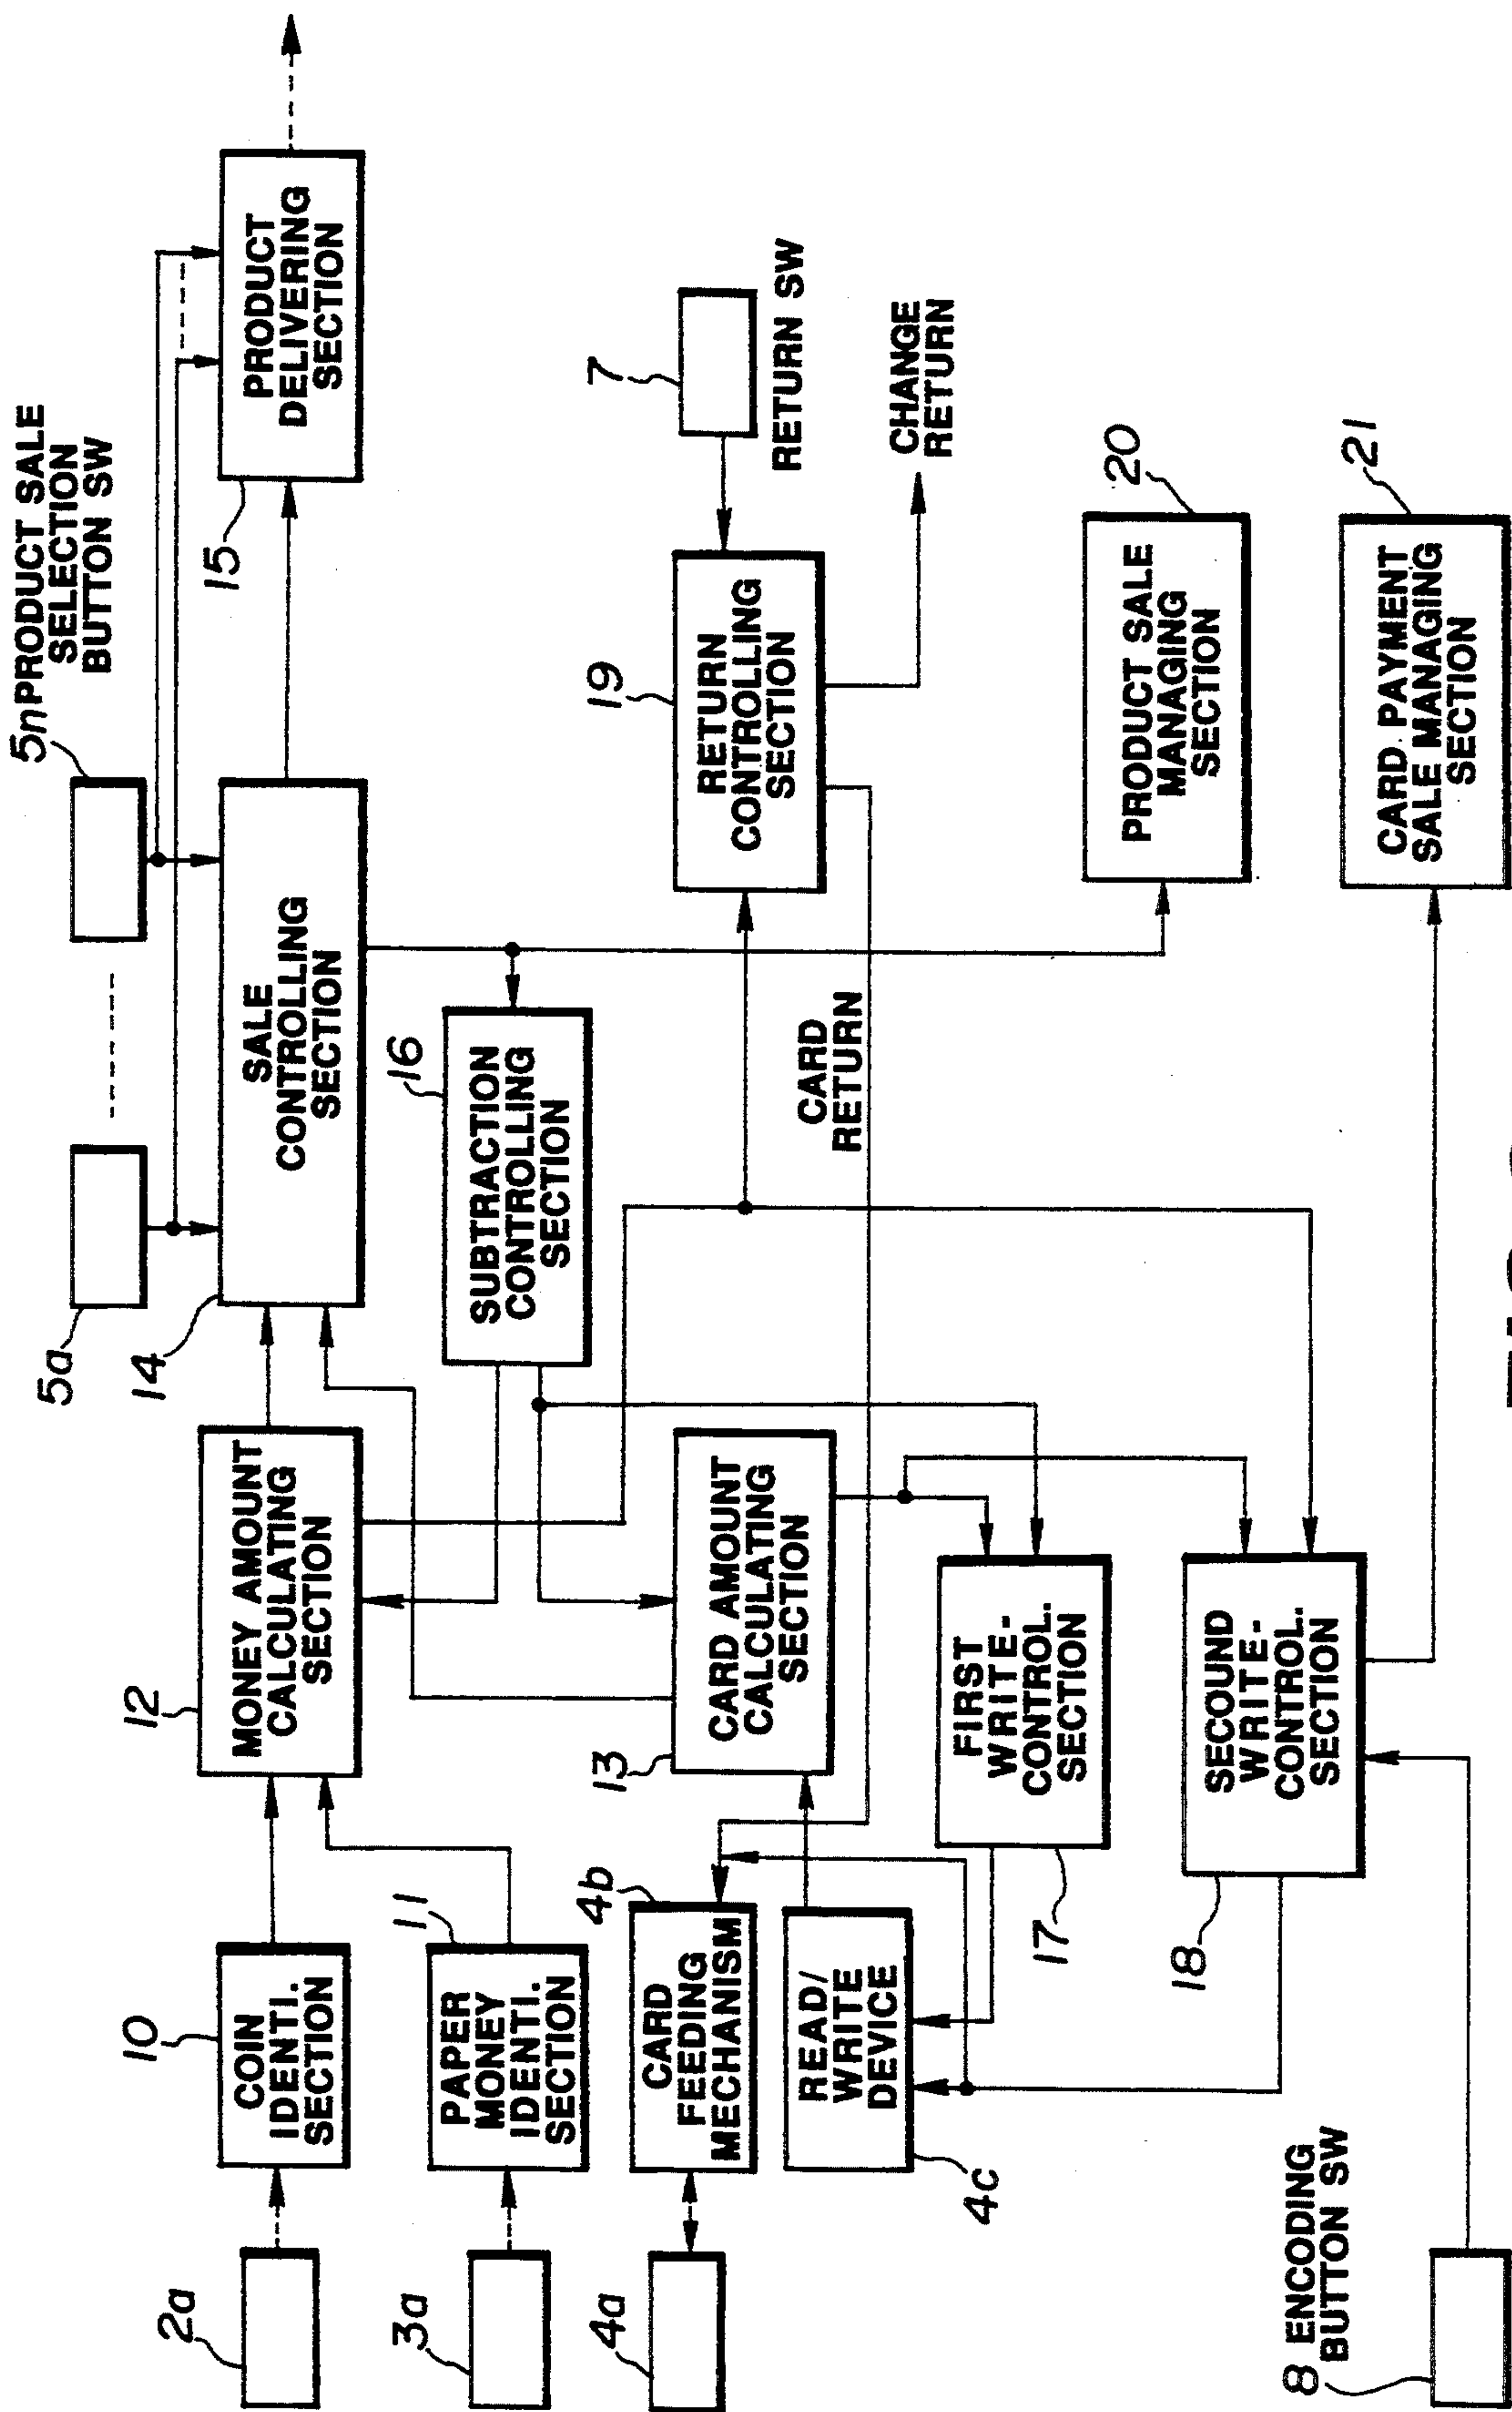 5n PRODUCT SALE
SELECTION
BUTTON SW
5a
14
SALE
CONTROLLING
SECTION
15
PRODUCT
DELIVERING
SECTION
2a
10
COIN
IDENTI.
SECTION
12
MONEY AMOUNT
CALCULATING
SECTION
3a
11
PAPER
MONEY
IDENTI.
SECTION
16
SUBTRACTION
CONTROLLING
SECTION
7
RETURN SW
19
RETURN
CONTROLLING
SECTION
CHANGE
RETURN
CARD
RETURN
4a
4b
CARD
FEEDING
MECHANISM
13
CARD AMOUNT
CALCULATING
SECTION
READ/
WRITE
DEVICE
4c
FIRST
WRITE-
CONTROL.
SECTION
17
20
PRODUCT SALE
MANAGING
SECTION
SECOUND
WRITE-
CONTROL.
SECTION
18
21
CARD PAYMENT
SALE MANAGING
SECTION
8 ENCODING
BUTTON SW